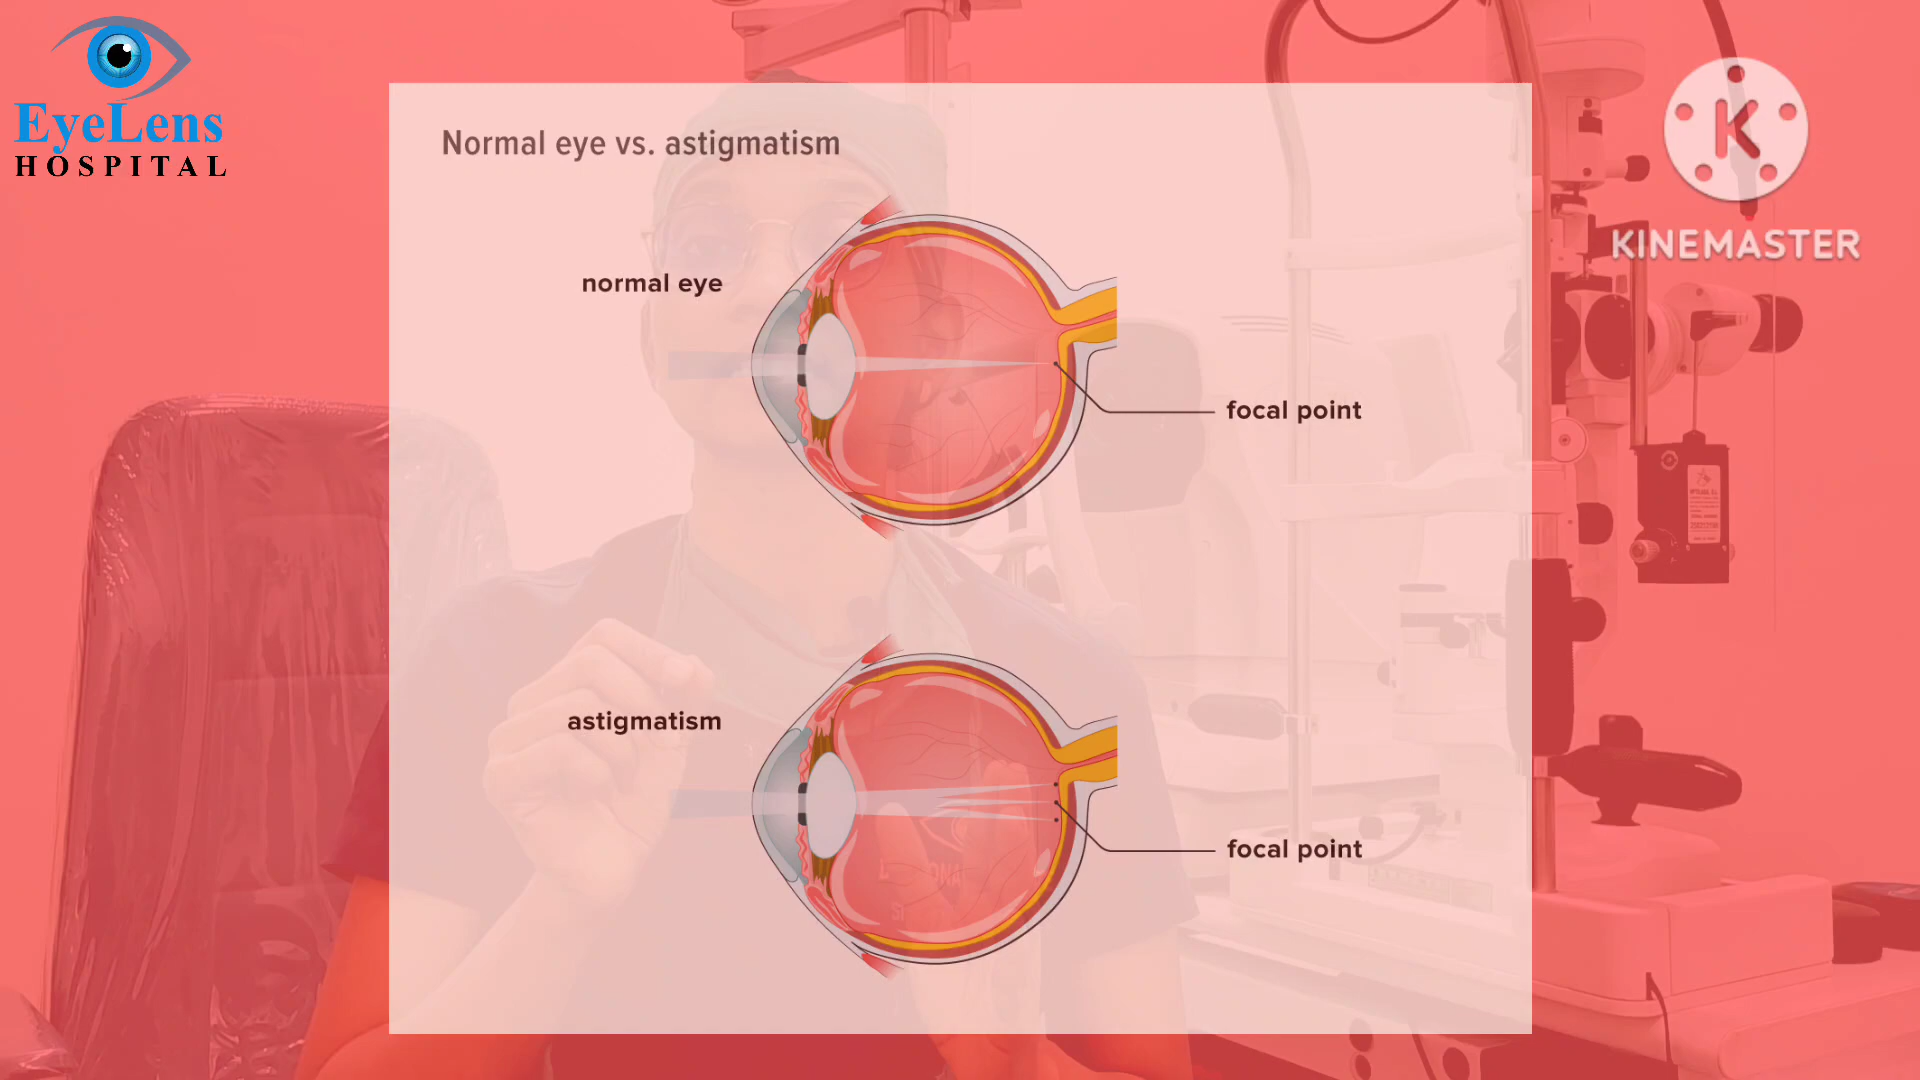 EyeLens
HOSPITAL
KINEMASTER
Normal eye vs. astigmatism
normal eye
focal point
astigmatism
focal point